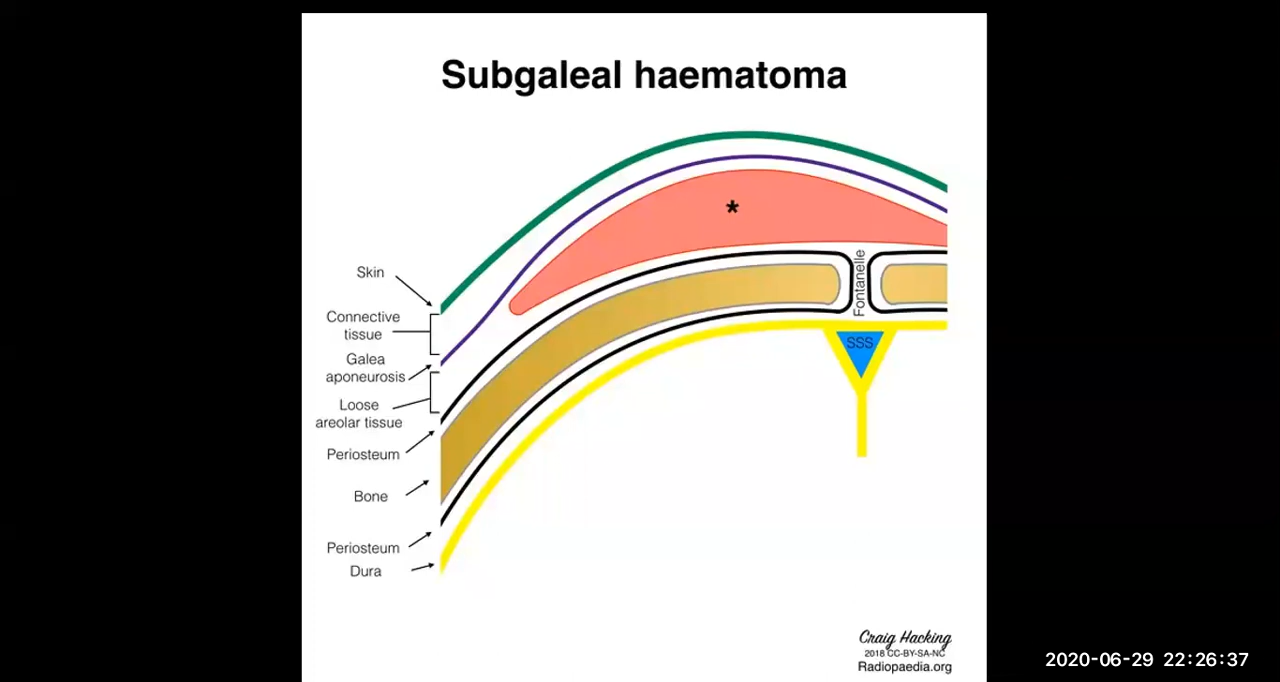 Subgaleal haematoma
*
Skin
Connective
tissue
Galea
aponeurosis
Loose
areolar tissue
Periosteum
Bone
Periosteum
Dura
Fontanelle
SSS
Craig Hacking
2018 CC-BY-SA-NC
Radiopaedia.org
2020-06-29 22:26:37